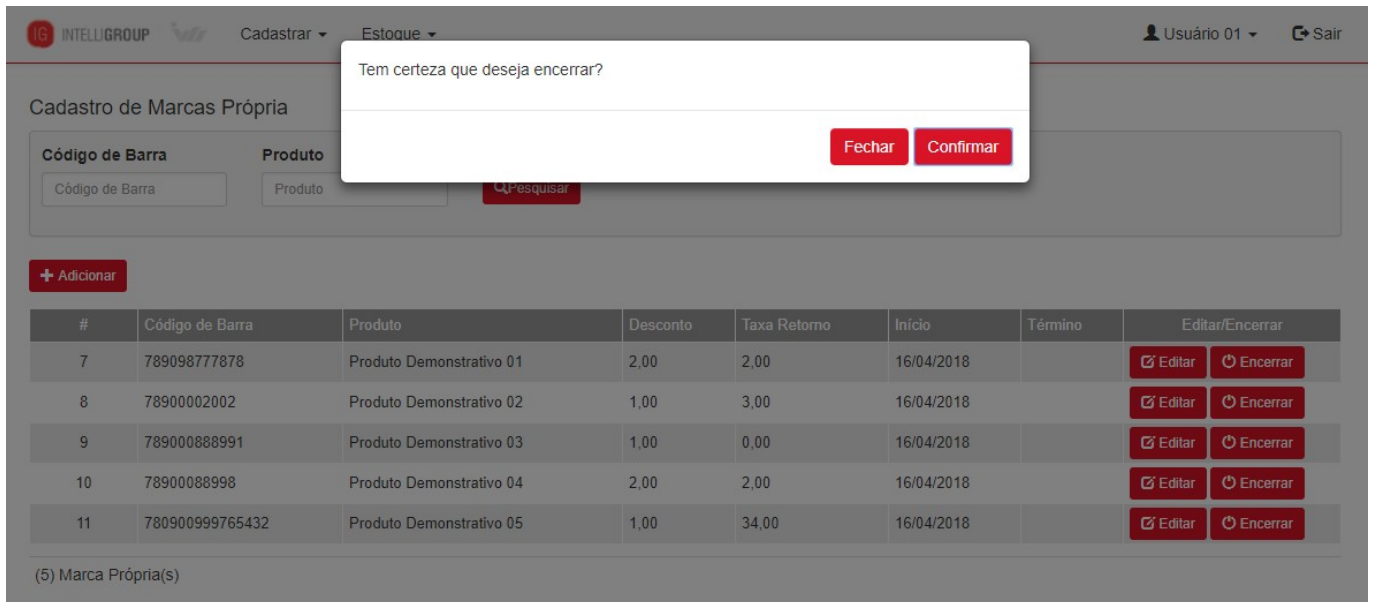 IG INTELLIGROUP Cadastrar Estoque Usuário 01 Sair
Tem certeza que deseja encerrar?
Fechar Confirmar
Cadastro de Marcas Própria
Código de Barra Produto
Código de Barra Produto Pesquisar
Adicionar
# Código de Barra Produto Desconto Taxa Retorno Início Término Editar/Encerrar
7 789098777878 Produto Demonstrativo 01 2,00 2,00 16/04/2018 Editar Encerrar
8 78900002002 Produto Demonstrativo 02 1,00 3,00 16/04/2018 Editar Encerrar
9 789000888991 Produto Demonstrativo 03 1,00 0,00 16/04/2018 Editar Encerrar
10 78900088998 Produto Demonstrativo 04 2,00 2,00 16/04/2018 Editar Encerrar
11 780900999765432 Produto Demonstrativo 05 1,00 34,00 16/04/2018 Editar Encerrar
(5) Marca Própria(s)